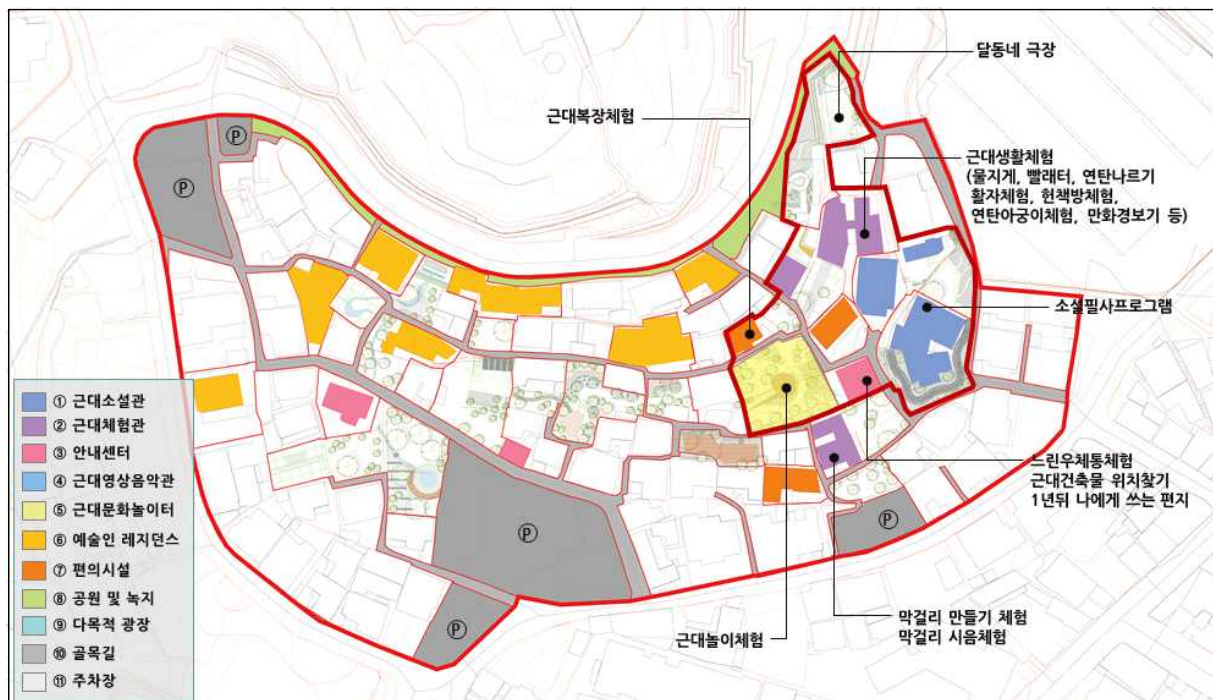 달동네 극장
근대복장체험
근대생활체험
(물지게, 빨래터, 연탄나르기
활자체험, 헌책방체험,
연탄아궁이체험, 만화경보기 등)
소설필사프로그램
Ⓟ
Ⓟ
Ⓟ
Ⓟ
Ⓟ
느린우체통체험
근대건축물 위치찾기
1년뒤 나에게 쓰는 편지
막걸리 만들기 체험
막걸리 시음체험
근대놀이체험
① 근대소설관
② 근대체험관
③ 안내센터
④ 근대영상음악관
⑤ 근대문화놀이터
⑥ 예술인 레지던스
⑦ 편의시설
⑧ 공원 및 녹지
⑨ 다목적 광장
⑩ 골목길
⑪ 주차장